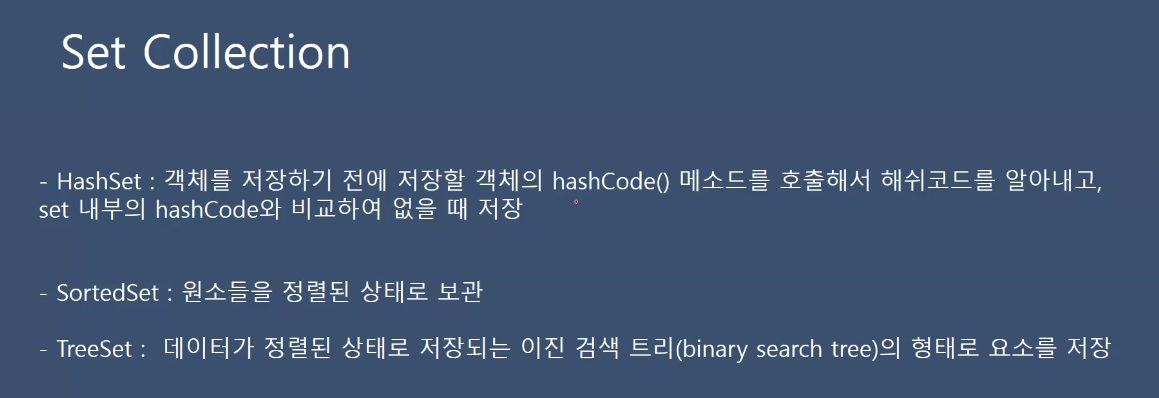 Set Collection
- HashSet : 객체를 저장하기 전에 저장할 객체의 hashCode() 메소드를 호출해서 해쉬코드를 알아내고,
set 내부의 hashCode와 비교하여 없을 때 저장
- SortedSet : 원소들을 정렬된 상태로 보관
- TreeSet : 데이터가 정렬된 상태로 저장되는 이진 검색 트리(binary search tree)의 형태로 요소를 저장